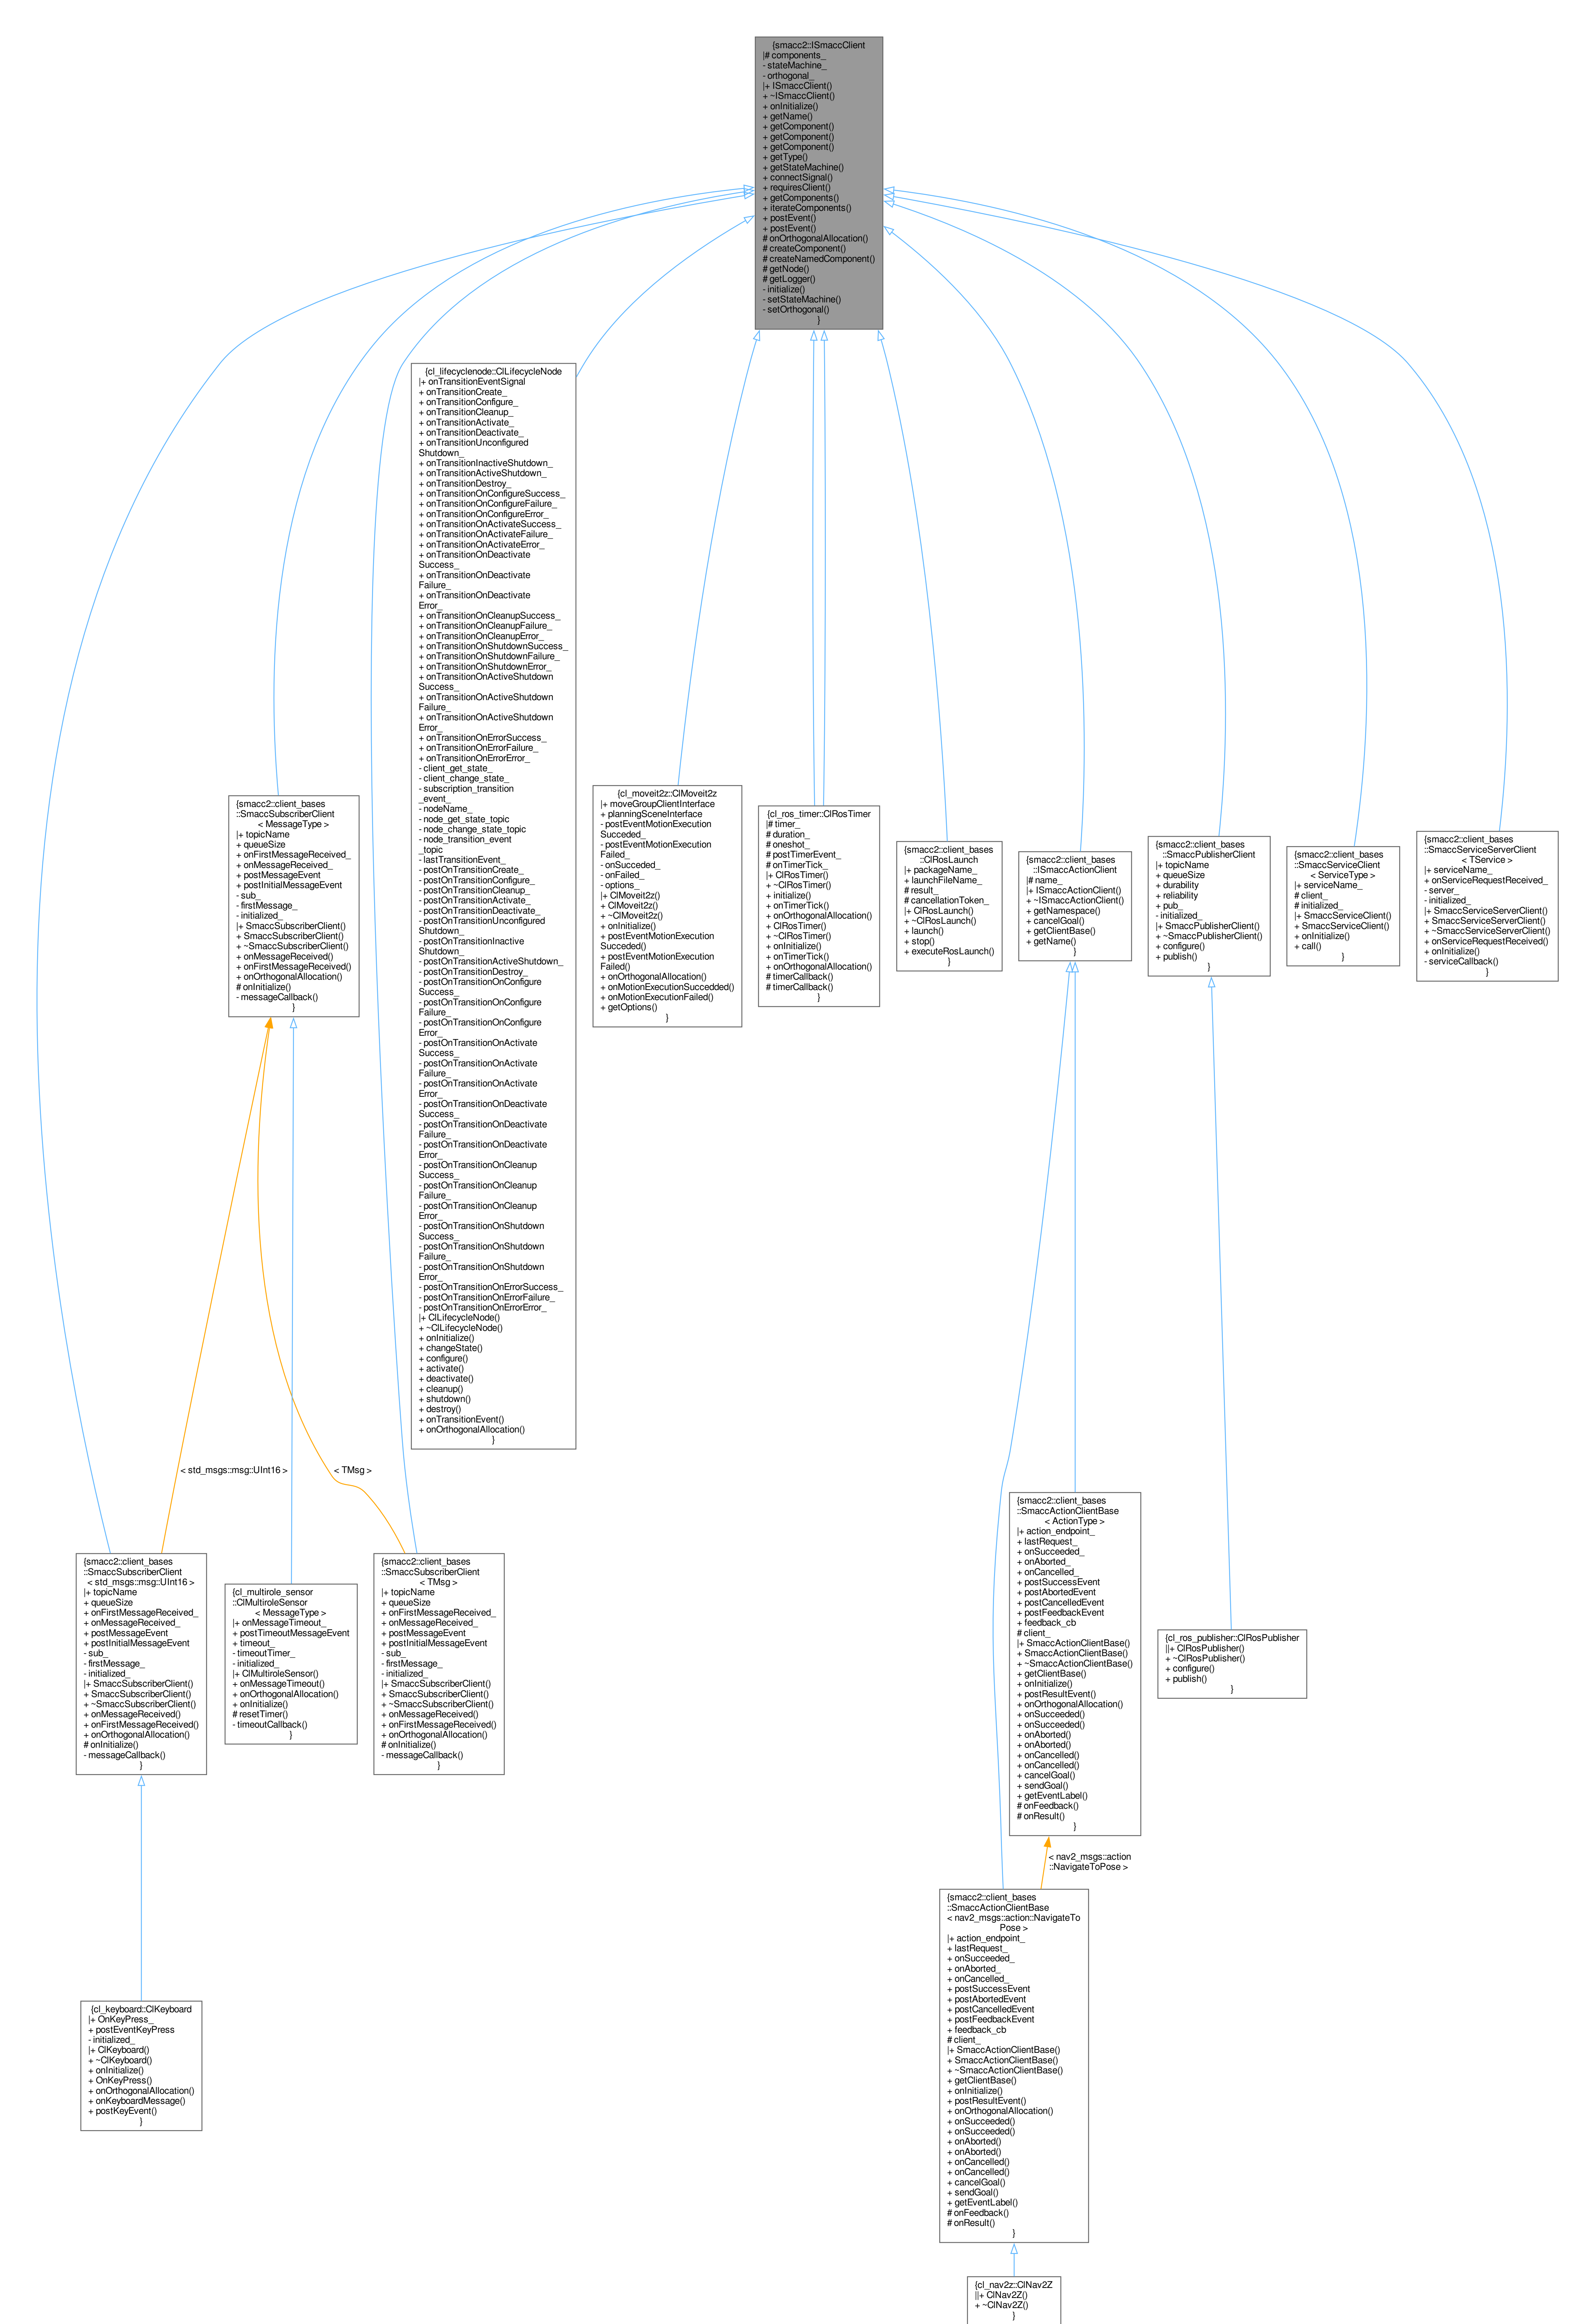 {smacc2::ISmaccClient
|# components_
- stateMachine_
- orthogonal_
|+ ISmaccClient()
+ ~ISmaccClient()
+ onInitialize()
+ getName()
+ getComponent()
+ getComponent()
+ getComponent()
+ getType()
+ getStateMachine()
+ connectSignal()
+ requiresClient()
+ getComponents()
+ iterateComponents()
+ postEvent()
+ postEvent()
# onOrthogonalAllocation()
# createComponent()
# createNamedComponent()
# getNode()
# getLogger()
- initialize()
- setStateMachine()
- setOrthogonal()
}
{cl_lifecyclenode::ClLifecycleNode
|+ onTransitionEventSignal
+ onTransitionCreate_
+ onTransitionConfigure_
+ onTransitionCleanup_
+ onTransitionActivate_
+ onTransitionDeactivate_
+ onTransitionUnconfigured
Shutdown_
+ onTransitionInactiveShutdown_
+ onTransitionActiveShutdown_
+ onTransitionDestroy_
+ onTransitionOnConfigureSuccess_
+ onTransitionOnConfigureFailure_
+ onTransitionOnConfigureError_
+ onTransitionOnActivateSuccess_
+ onTransitionOnActivateFailure_
+ onTransitionOnActivateError_
+ onTransitionOnDeactivate
Success_
+ onTransitionOnDeactivate
Failure_
+ onTransitionOnDeactivate
Error_
+ onTransitionOnCleanupSuccess_
+ onTransitionOnCleanupFailure_
+ onTransitionOnCleanupError_
+ onTransitionOnShutdownSuccess_
+ onTransitionOnShutdownFailure_
+ onTransitionOnShutdownError_
+ onTransitionOnActiveShutdown
Success_
+ onTransitionOnActiveShutdown
Failure_
+ onTransitionOnActiveShutdown
Error_
+ onTransitionOnErrorSuccess_
+ onTransitionOnErrorFailure_
+ onTransitionOnErrorError_
- client_get_state_
- client_change_state_
- subscription_transition
_event_
- nodeName_
- node_get_state_topic
- node_change_state_topic
- node_transition_event
_topic
- lastTransitionEvent_
- postOnTransitionCreate_
- postOnTransitionConfigure_
- postOnTransitionCleanup_
- postOnTransitionActivate_
- postOnTransitionDeactivate_
- postOnTransitionUnconfigured
Shutdown_
- postOnTransitionInactive
Shutdown_
- postOnTransitionActiveShutdown_
- postOnTransitionDestroy_
- postOnTransitionOnConfigure
Success_
- postOnTransitionOnConfigure
Failure_
- postOnTransitionOnConfigure
Error_
- postOnTransitionOnActivate
Success_
- postOnTransitionOnActivate
Failure_
- postOnTransitionOnActivate
Error_
- postOnTransitionOnDeactivate
Success_
- postOnTransitionOnDeactivate
Failure_
- postOnTransitionOnDeactivate
Error_
- postOnTransitionOnCleanup
Success_
- postOnTransitionOnCleanup
Failure_
- postOnTransitionOnCleanup
Error_
- postOnTransitionOnShutdown
Success_
- postOnTransitionOnShutdown
Failure_
- postOnTransitionOnShutdown
Error_
- postOnTransitionOnErrorSuccess_
- postOnTransitionOnErrorFailure_
- postOnTransitionOnErrorError_
|+ ClLifecycleNode()
+ ~ClLifecycleNode()
+ onInitialize()
+ changeState()
+ configure()
+ activate()
+ deactivate()
+ cleanup()
+ shutdown()
+ destroy()
+ onTransitionEvent()
+ onOrthogonalAllocation()
}
{smacc2::client_bases
::SmaccSubscriberClient
< MessageType >
|+ topicName
+ queueSize
+ onFirstMessageReceived_
+ onMessageReceived_
+ postMessageEvent
+ postInitialMessageEvent
- sub_
- firstMessage_
- initialized_
|+ SmaccSubscriberClient()
+ SmaccSubscriberClient()
+ ~SmaccSubscriberClient()
+ onMessageReceived()
+ onFirstMessageReceived()
+ onOrthogonalAllocation()
# onInitialize()
- messageCallback()
}
{cl_moveit2z::ClMoveit2z
|+ moveGroupClientInterface
+ planningSceneInterface
- postEventMotionExecution
Succeded_
- postEventMotionExecution
Failed_
- onSucceded_
- onFailed_
- options_
|+ ClMoveit2z()
+ ClMoveit2z()
+ ~ClMoveit2z()
+ onInitialize()
+ postEventMotionExecution
Succeded()
+ postEventMotionExecution
Failed()
+ onOrthogonalAllocation()
+ onMotionExecutionSuccedded()
+ onMotionExecutionFailed()
+ getOptions()
}
{cl_ros_timer::ClRosTimer
|# timer_
# duration_
# oneshot_
# postTimerEvent_
# onTimerTick_
|+ ClRosTimer()
+ ~ClRosTimer()
+ initialize()
+ onTimerTick()
+ onOrthogonalAllocation()
+ ClRosTimer()
+ ~ClRosTimer()
+ onInitialize()
+ onTimerTick()
+ onOrthogonalAllocation()
# timerCallback()
# timerCallback()
}
{smacc2::client_bases
::ClRosLaunch
|+ packageName_
+ launchFileName_
# result_
# cancellationToken_
|+ ClRosLaunch()
+ ~ClRosLaunch()
+ launch()
+ stop()
+ executeRosLaunch()
}
{smacc2::client_bases
::ISmaccActionClient
|# name_
|+ ISmaccActionClient()
+ ~ISmaccActionClient()
+ getNamespace()
+ cancelGoal()
+ getClientBase()
+ getName()
}
{smacc2::client_bases
::SmaccPublisherClient
|+ topicName
+ queueSize
+ durability
+ reliability
+ pub_
- initialized_
|+ SmaccPublisherClient()
+ ~SmaccPublisherClient()
+ configure()
+ publish()
}
{smacc2::client_bases
::SmaccServiceClient
< ServiceType >
|+ serviceName_
# client_
# initialized_
|+ SmaccServiceClient()
+ SmaccServiceClient()
+ onInitialize()
+ call()
}
{smacc2::client_bases
::SmaccServiceServerClient
< TService >
|+ serviceName_
+ onServiceRequestReceived_
- server_
- initialized_
|+ SmaccServiceServerClient()
+ SmaccServiceServerClient()
+ ~SmaccServiceServerClient()
+ onServiceRequestReceived()
+ onInitialize()
- serviceCallback()
}
< std_msgs::msg::UInt16 >
< TMsg >
{smacc2::client_bases
::SmaccSubscriberClient
< std_msgs::msg::UInt16 >
|+ topicName
+ queueSize
+ onFirstMessageReceived_
+ onMessageReceived_
+ postMessageEvent
+ postInitialMessageEvent
- sub_
- firstMessage_
- initialized_
|+ SmaccSubscriberClient()
+ SmaccSubscriberClient()
+ ~SmaccSubscriberClient()
+ onMessageReceived()
+ onFirstMessageReceived()
+ onOrthogonalAllocation()
# onInitialize()
- messageCallback()
}
{cl_multirole_sensor
::ClMultiroleSensor
< MessageType >
|+ onMessageTimeout_
+ postTimeoutMessageEvent
+ timeout_
- timeoutTimer_
- initialized_
|+ ClMultiroleSensor()
+ onMessageTimeout()
+ onOrthogonalAllocation()
+ onInitialize()
# resetTimer()
- timeoutCallback()
}
{smacc2::client_bases
::SmaccSubscriberClient
< TMsg >
|+ topicName
+ queueSize
+ onFirstMessageReceived_
+ onMessageReceived_
+ postMessageEvent
+ postInitialMessageEvent
- sub_
- firstMessage_
- initialized_
|+ SmaccSubscriberClient()
+ SmaccSubscriberClient()
+ ~SmaccSubscriberClient()
+ onMessageReceived()
+ onFirstMessageReceived()
+ onOrthogonalAllocation()
# onInitialize()
- messageCallback()
}
{smacc2::client_bases
::SmaccActionClientBase
< ActionType >
|+ action_endpoint_
+ lastRequest_
+ onSucceeded_
+ onAborted_
+ onCancelled_
+ postSuccessEvent
+ postAbortedEvent
+ postCancelledEvent
+ postFeedbackEvent
+ feedback_cb
# client_
|+ SmaccActionClientBase()
+ SmaccActionClientBase()
+ ~SmaccActionClientBase()
+ getClientBase()
+ onInitialize()
+ postResultEvent()
+ onOrthogonalAllocation()
+ onSucceeded()
+ onSucceeded()
+ onAborted()
+ onAborted()
+ onCancelled()
+ onCancelled()
+ cancelGoal()
+ sendGoal()
+ getEventLabel()
# onFeedback()
# onResult()
}
{cl_ros_publisher::ClRosPublisher
||+ ClRosPublisher()
+ ~ClRosPublisher()
+ configure()
+ publish()
}
< nav2_msgs::action
::NavigateToPose >
{smacc2::client_bases
::SmaccActionClientBase
< nav2_msgs::action::NavigateTo
Pose >
|+ action_endpoint_
+ lastRequest_
+ onSucceeded_
+ onAborted_
+ onCancelled_
+ postSuccessEvent
+ postAbortedEvent
+ postCancelledEvent
+ postFeedbackEvent
+ feedback_cb
# client_
|+ SmaccActionClientBase()
+ SmaccActionClientBase()
+ ~SmaccActionClientBase()
+ getClientBase()
+ onInitialize()
+ postResultEvent()
+ onOrthogonalAllocation()
+ onSucceeded()
+ onSucceeded()
+ onAborted()
+ onAborted()
+ onCancelled()
+ onCancelled()
+ cancelGoal()
+ sendGoal()
+ getEventLabel()
# onFeedback()
# onResult()
}
{cl_keyboard::ClKeyboard
|+ OnKeyPress_
+ postEventKeyPress
- initialized_
|+ ClKeyboard()
+ ~ClKeyboard()
+ onInitialize()
+ OnKeyPress()
+ onOrthogonalAllocation()
+ onKeyboardMessage()
+ postKeyEvent()
}
{cl_nav2z::ClNav2Z
||+ ClNav2Z()
+ ~ClNav2Z()
}